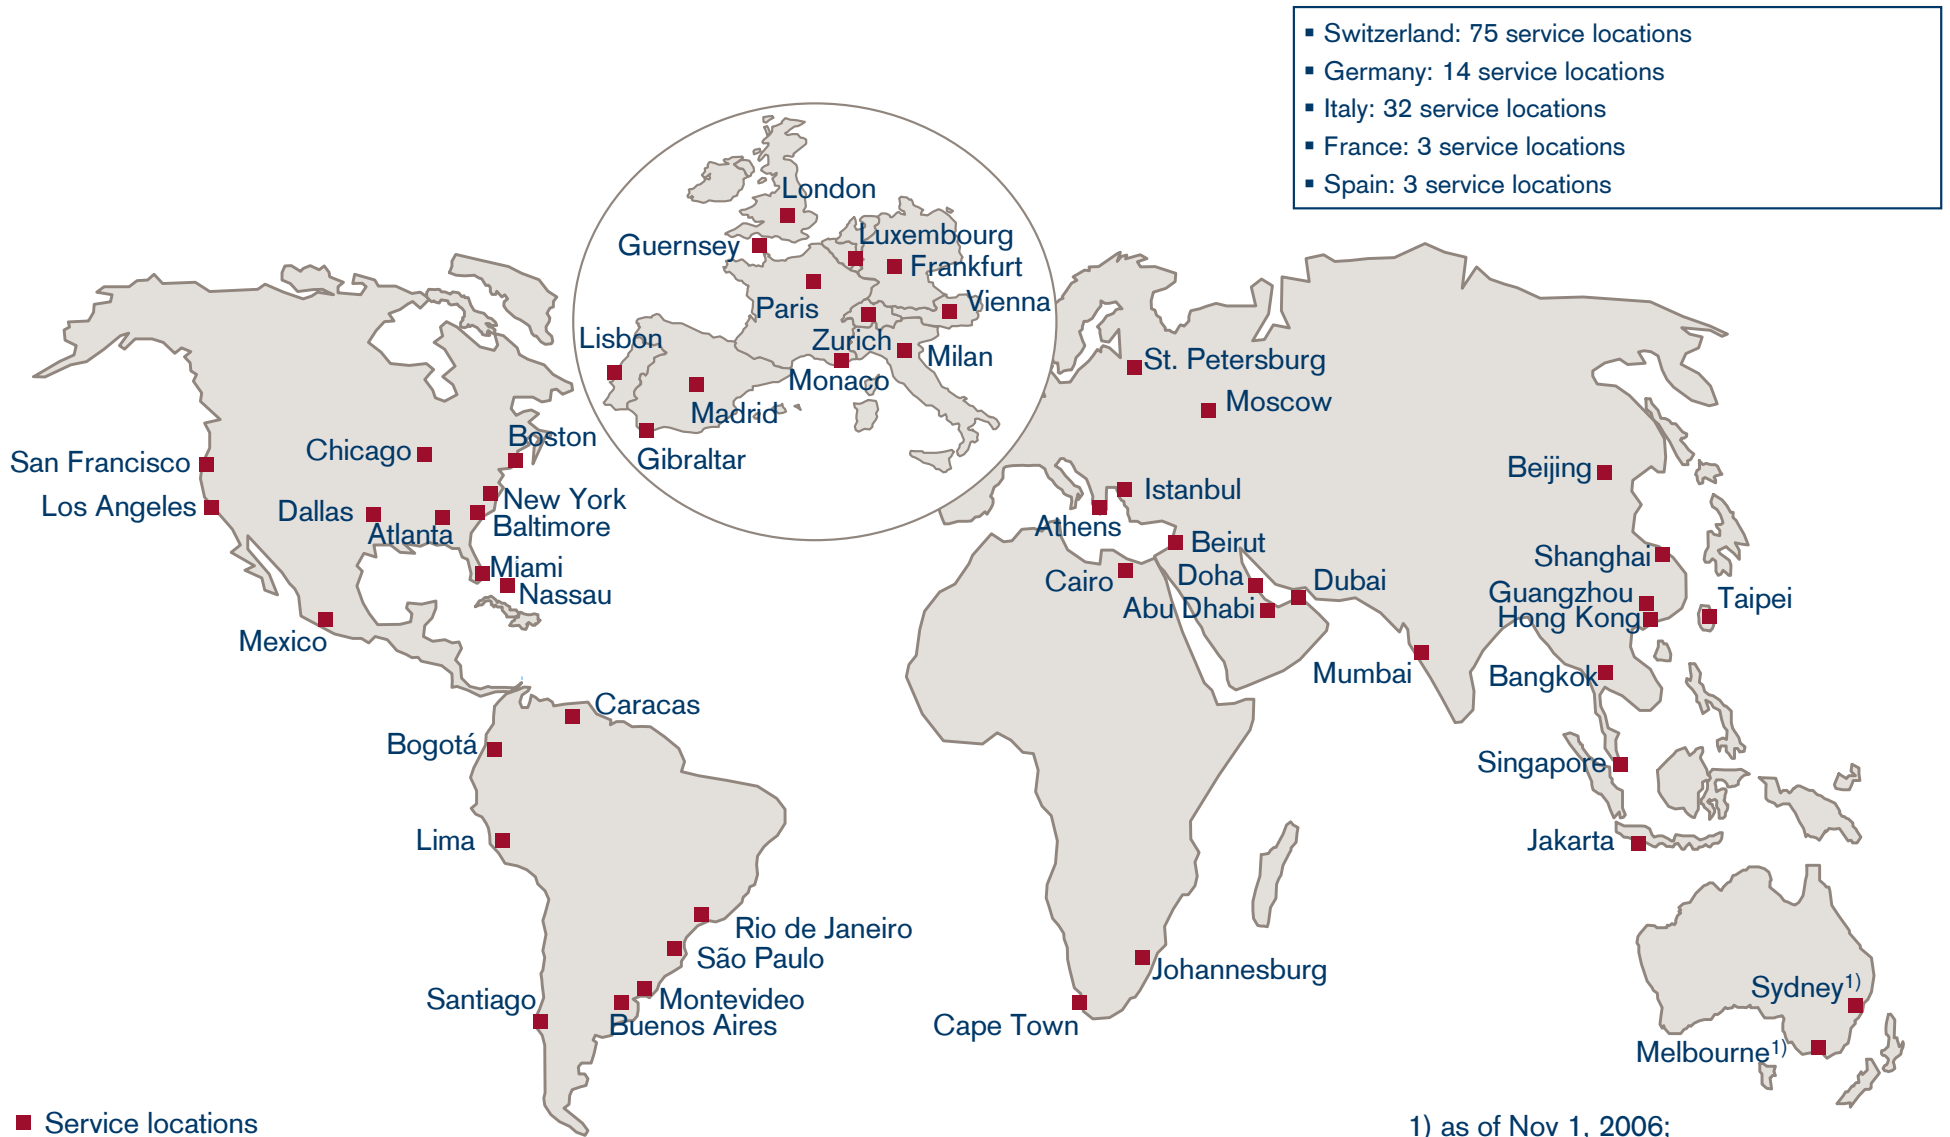 ▪ Switzerland: 75 service locations
▪ Germany: 14 service locations
▪ Italy: 32 service locations
▪ France: 3 service locations
▪ Spain: 3 service locations
London
Guernsey
Luxembourg
Frankfurt
Paris
Vienna
Lisbon
Zurich
Milan
Monaco
Madrid
Gibraltar
St. Petersburg
Moscow
San Francisco
Chicago
Boston
Los Angeles
Dallas
New York
Atlanta
Baltimore
Miami
Nassau
Mexico
Istanbul
Athens
Beirut
Cairo
Doha
Dubai
Abu Dhabi
Mumbai
Beijing
Shanghai
Guangzhou
Taipei
Hong Kong
Bangkok
Singapore
Jakarta
Caracas
Bogotá
Lima
Rio de Janeiro
São Paulo
Santiago
Montevideo
Buenos Aires
Johannesburg
Cape Town
Sydney1)
Melbourne1)
Service locations
1) as of Nov 1, 2006;